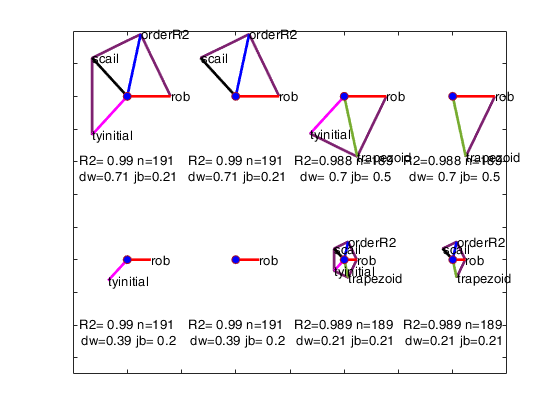 orderR2 orderR2
scail scail
rob rob rob rob
tyinitial tyinitial
trapezoid trapezoid
R2= 0.99 n=191 R2= 0.99 n=191 R2=0.988 n=189 R2=0.988 n=189
dw=0.71 jb=0.21 dw=0.71 jb=0.21 dw= 0.7 jb= 0.5 dw= 0.7 jb= 0.5
orderR2 orderR2
scail scail
rob rob rob rob
tyinitial tyinitial
trapezoid trapezoid
R2= 0.99 n=191 R2= 0.99 n=191 R2=0.989 n=189 R2=0.989 n=189
dw=0.39 jb= 0.2 dw=0.39 jb= 0.2 dw=0.21 jb=0.21 dw=0.21 jb=0.21